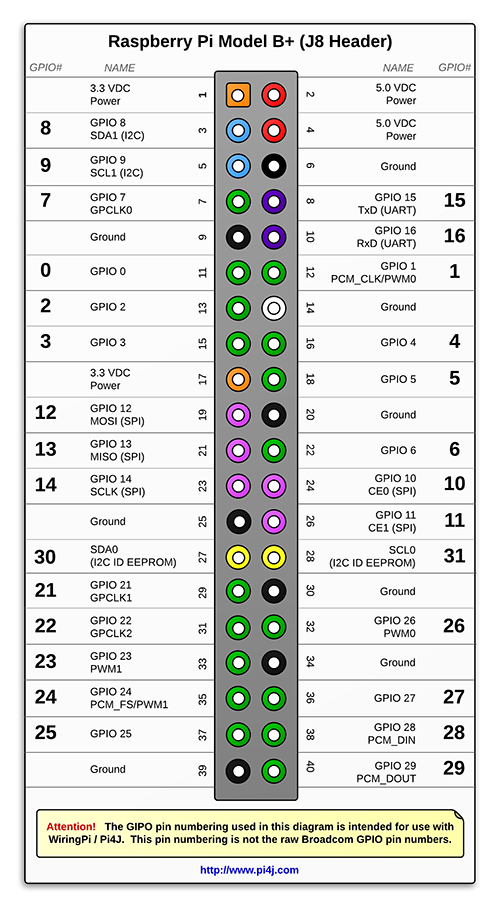 Raspberry Pi Model B+ (J8 Header)
GPIO# NAME NAME GPIO#
3.3 VDC Power 1 2 5.0 VDC Power
8 GPIO 8 SDA1 (I2C) 3 4 5.0 VDC Power
9 GPIO 9 SCL1 (I2C) 5 6 Ground
7 GPIO 7 GPCLK0 7 8 GPIO 15 TxD (UART) 15
Ground 9 10 GPIO 16 RxD (UART) 16
0 GPIO 0 11 12 GPIO 1 PCM_CLK/PWM0 1
2 GPIO 2 13 14 Ground
3 GPIO 3 15 16 GPIO 4 4
3.3 VDC Power 17 18 GPIO 5 5
12 GPIO 12 MOSI (SPI) 19 20 Ground
13 GPIO 13 MISO (SPI) 21 22 GPIO 6 6
14 GPIO 14 SCLK (SPI) 23 24 GPIO 10 CE0 (SPI) 10
Ground 25 26 GPIO 11 CE1 (SPI) 11
30 SDA0 (I2C ID EEPROM) 27 28 SCL0 (I2C ID EEPROM) 31
21 GPIO 21 GPCLK1 29 30 Ground
22 GPIO 22 GPCLK2 31 32 GPIO 26 PWM0 26
23 GPIO 23 PWM1 33 34 Ground
24 GPIO 24 PCM_FS/PWM1 35 36 GPIO 27 27
25 GPIO 25 37 38 GPIO 28 PCM_DIN 28
Ground 39 40 GPIO 29 PCM_DOUT 29
Attention! The GIPO pin numbering used in this diagram is intended for use with
WiringPi / Pi4J. This pin numbering is not the raw Broadcom GPIO pin numbers.
http://www.pi4j.com